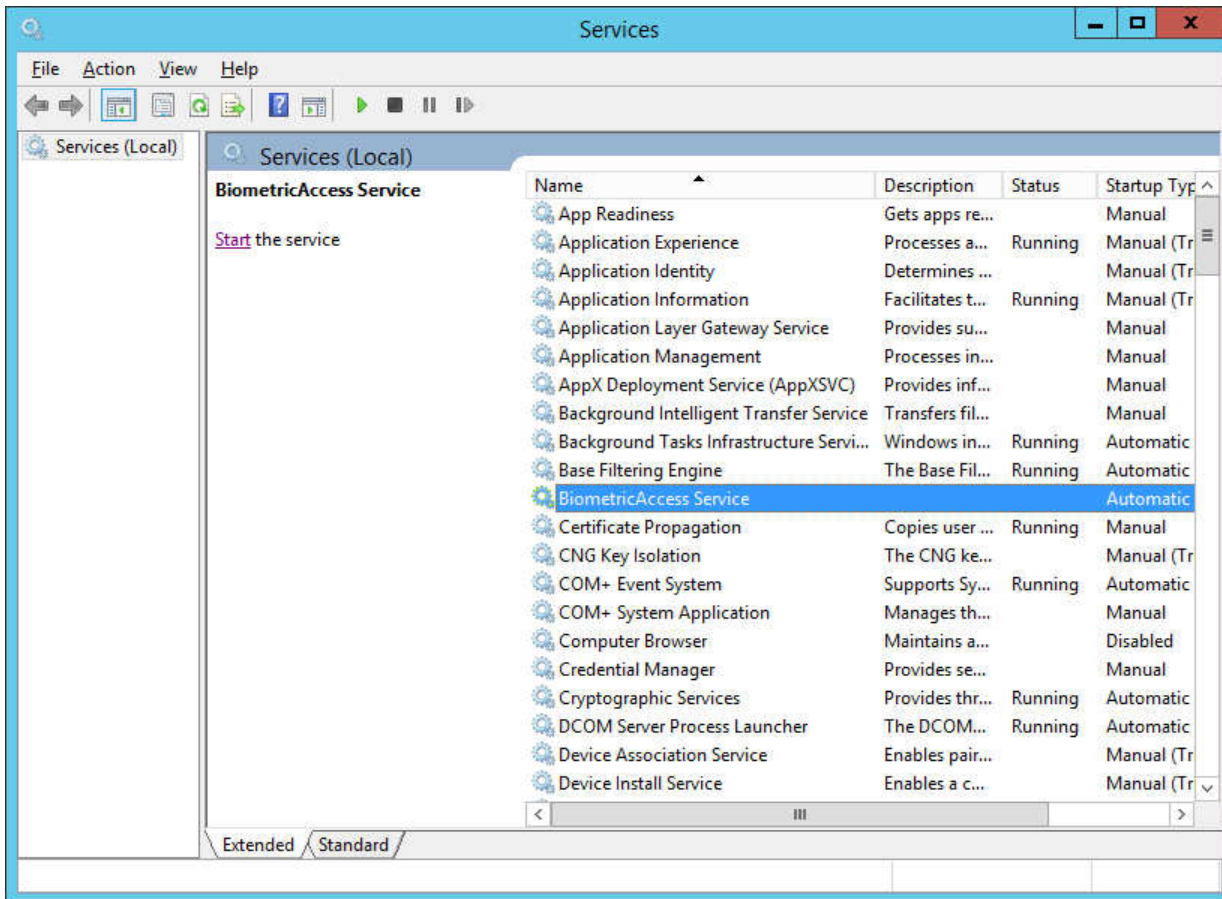 Services
File Action View Help
Services (Local)
Services (Local)
BiometricAccess Service
Start the service
Name Description Status Startup Typ
App Readiness Gets apps re... Manual
Application Experience Processes a... Running Manual (Tr
Application Identity Determines ... Manual (Tr
Application Information Facilitates t... Running Manual (Tr
Application Layer Gateway Service Provides su... Manual
Application Management Processes in... Manual
AppX Deployment Service (AppXSVC) Provides inf... Manual
Background Intelligent Transfer Service Transfers fil... Manual
Background Tasks Infrastructure Servi... Windows in... Running Automatic
Base Filtering Engine The Base Fil... Running Automatic
BiometricAccess Service Automatic
Certificate Propagation Copies user ... Running Manual
CNG Key Isolation The CNG ke... Manual (Tr
COM+ Event System Supports Sy... Running Automatic
COM+ System Application Manages th... Manual
Computer Browser Maintains a... Disabled
Credential Manager Provides se... Manual
Cryptographic Services Provides thr... Running Automatic
DCOM Server Process Launcher The DCOM... Running Automatic
Device Association Service Enables pair... Manual (Tr
Device Install Service Enables a c... Manual (Tr
Extended Standard